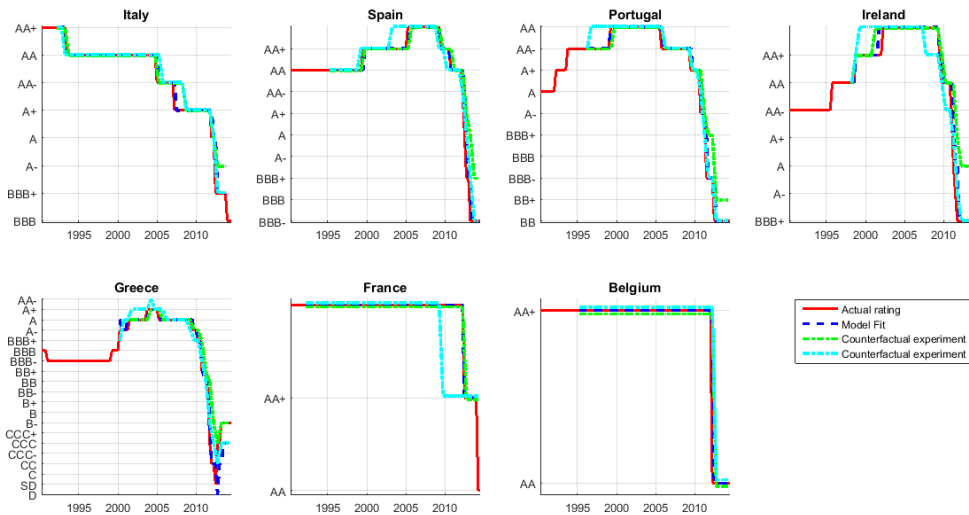 Italy
AA+
AA
AA-
A+
A
A-
BBB+
BBB
1995 2000 2005 2010
Spain
AA+
AA
AA-
A+
A
A-
BBB+
BBB
BBB-
1995 2000 2005 2010
Portugal
AA
AA-
A+
A
A-
BBB+
BBB
BBB-
BB+
BB
1995 2000 2005 2010
Ireland
AA+
AA
AA-
A+
A
A-
BBB+
1995 2000 2005 2010
Greece
AA-
A+
A
A-
BBB+
BBB
BBB-
BB+
BB
BB-
B+
B
B-
CCC+
CCC
CCC-
CC
C
SD
D
1995 2000 2005 2010
France
AA+
AA
1995 2000 2005 2010
Belgium
AA+
AA
1995 2000 2005 2010
Actual rating
Model Fit
Counterfactual experiment
Counterfactual experiment